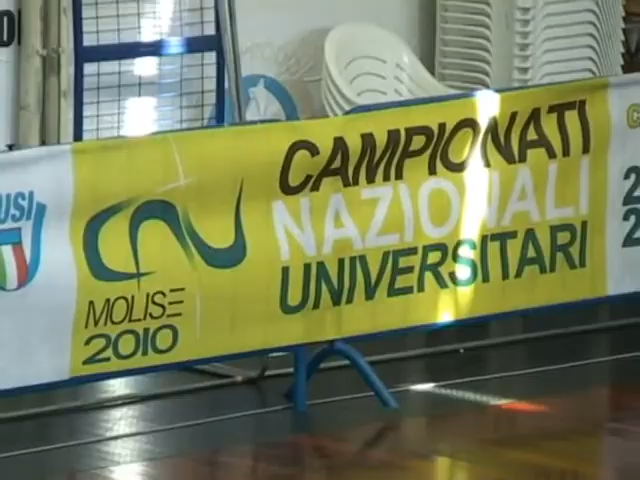 USI
CNU
MOLISE
2010
CAMPIONATI
NAZIONALI
UNIVERSITARI